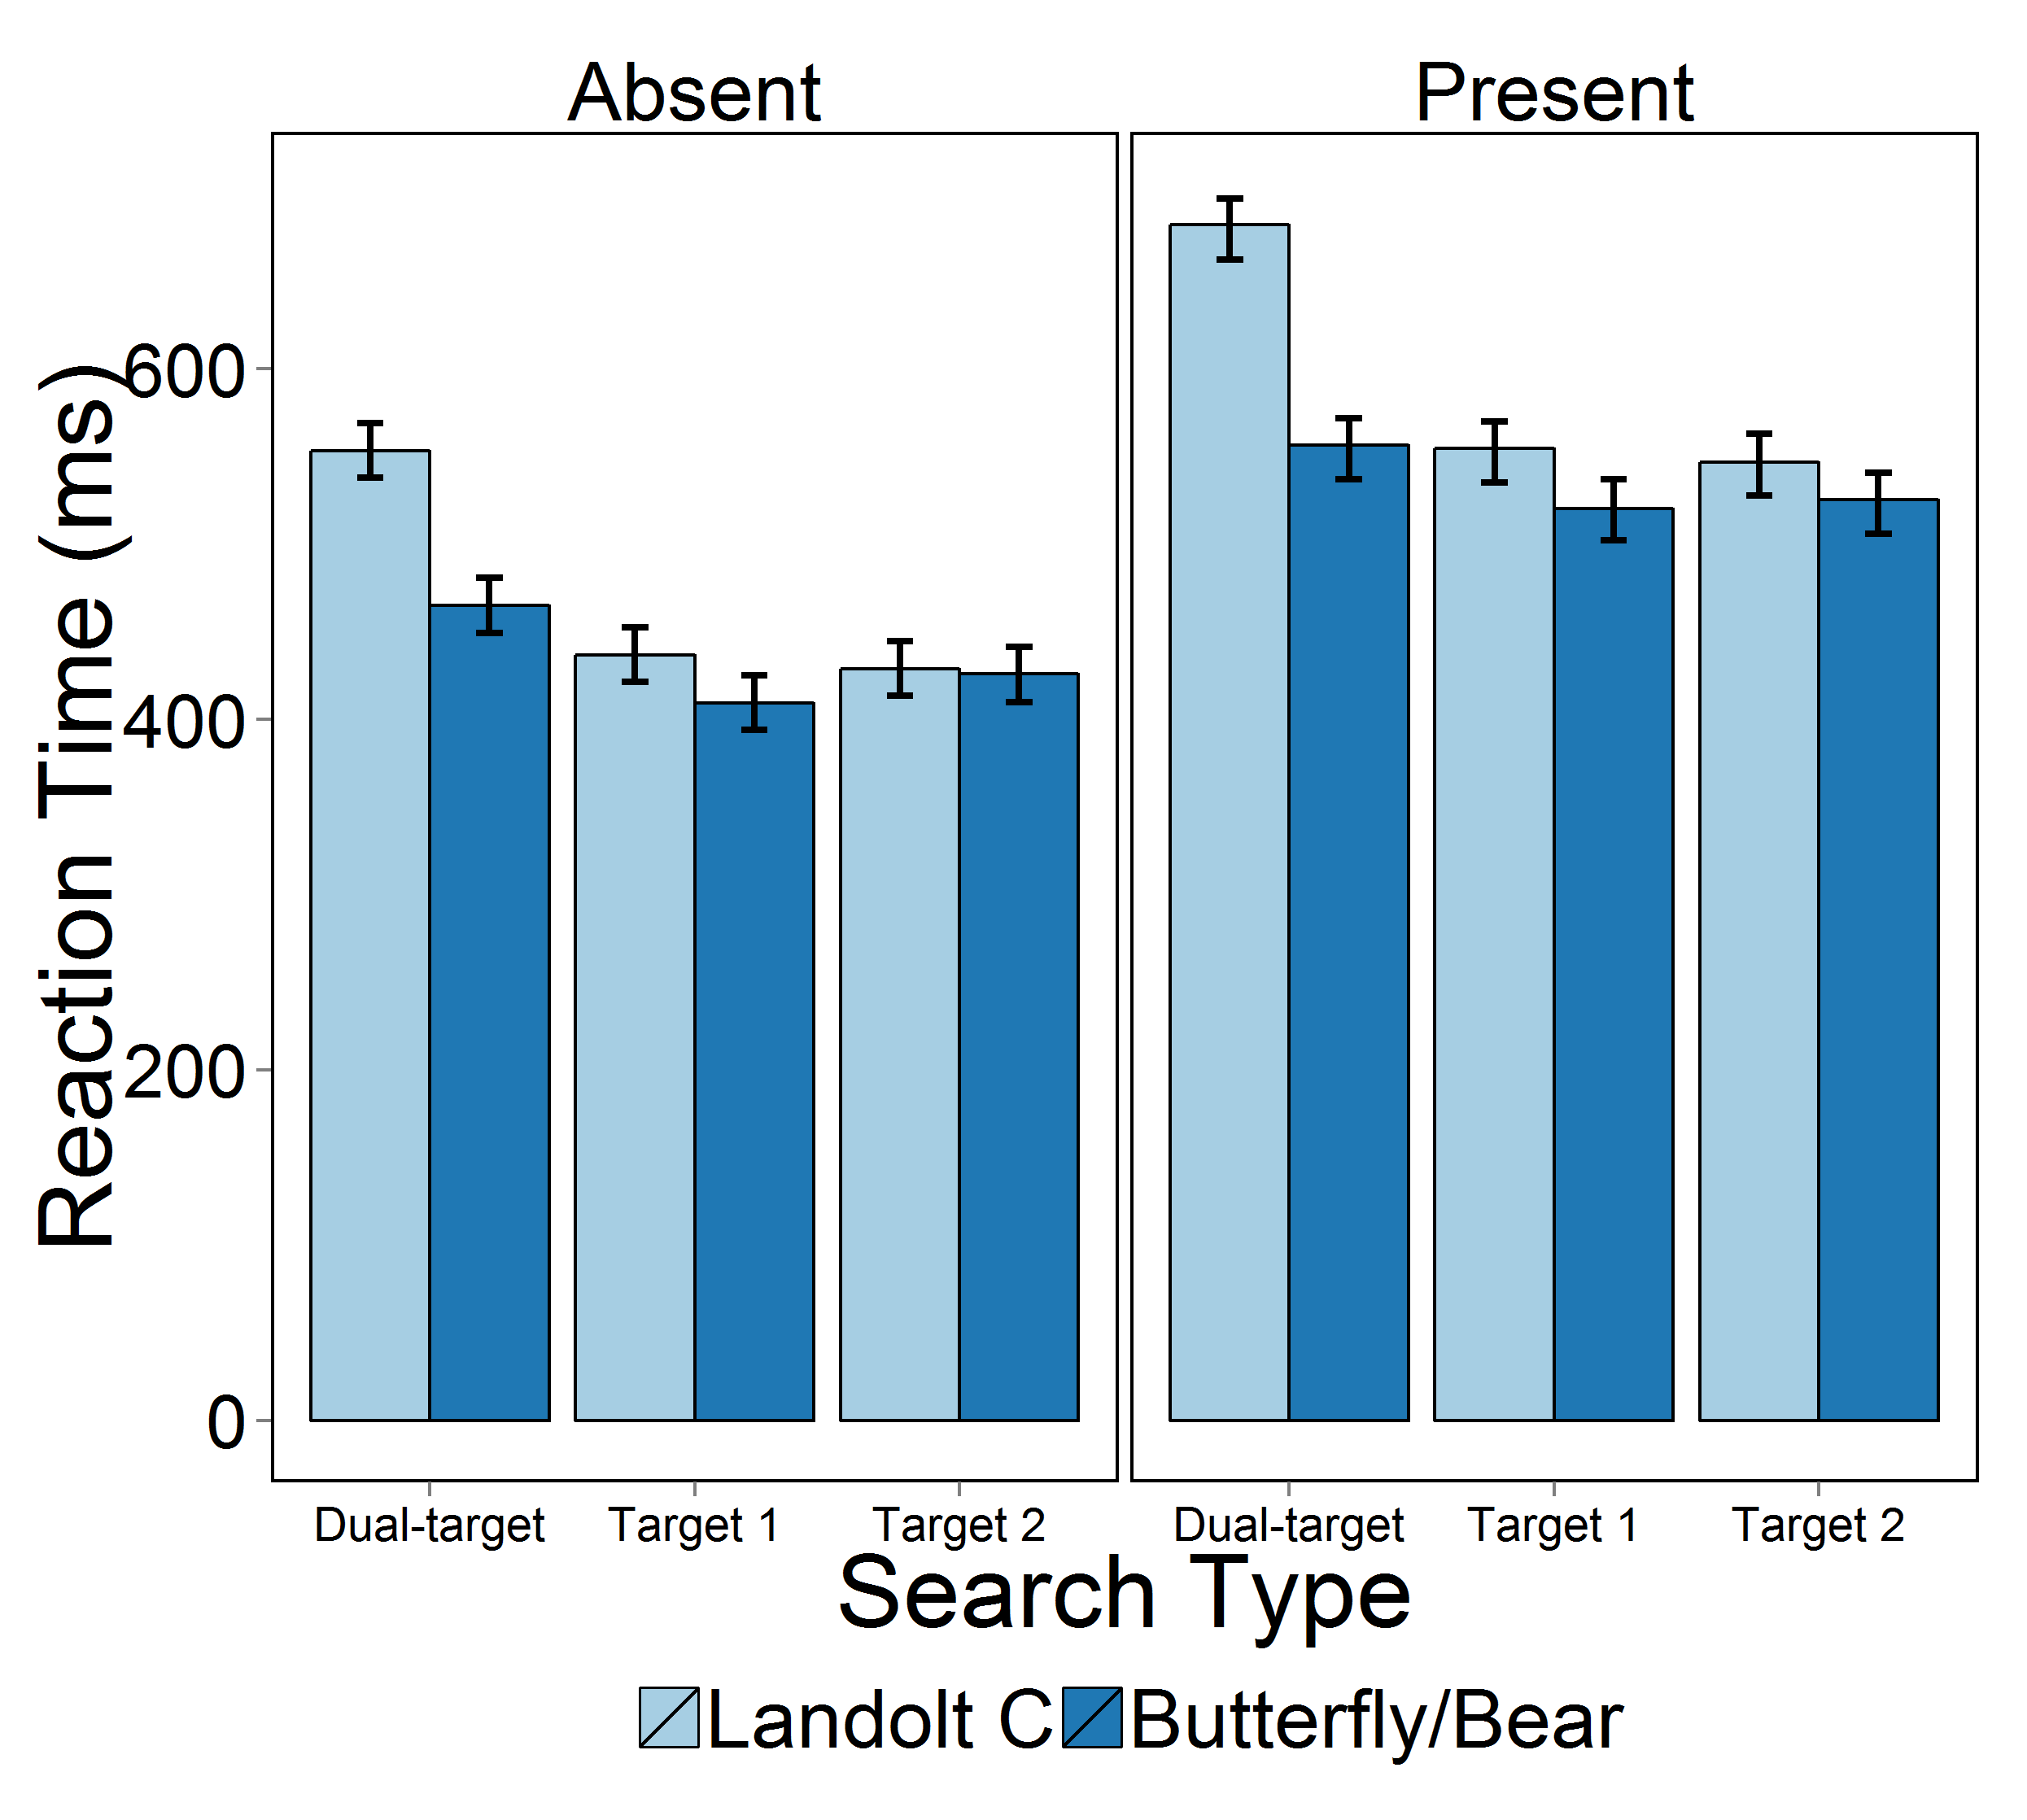 Absent Present
Reaction Time (ms)
600
400
200
0
Dual-target Target 1 Target 2 Dual-target Target 1 Target 2
Search Type
Landolt C Butterfly/Bear